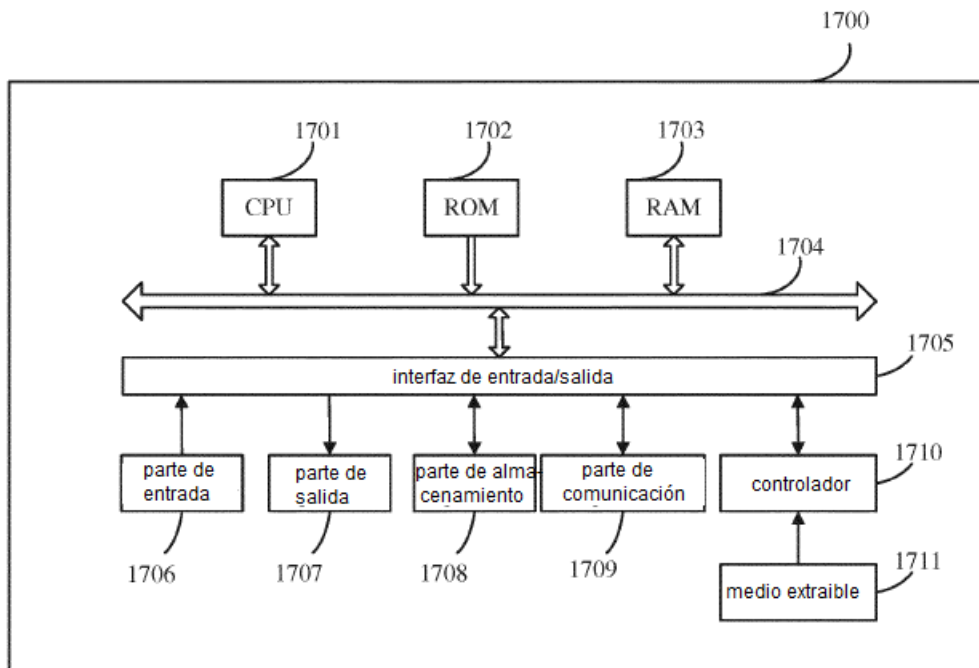 1700
1701
1702
1703
CPU
ROM
RAM
1704
1705
interfaz de entrada/salida
parte de
entrada
parte de
salida
parte de alma-
cenamiento
parte de
comunicación
controlador
1710
1706
1707
1708
1709
1711
medio extraible